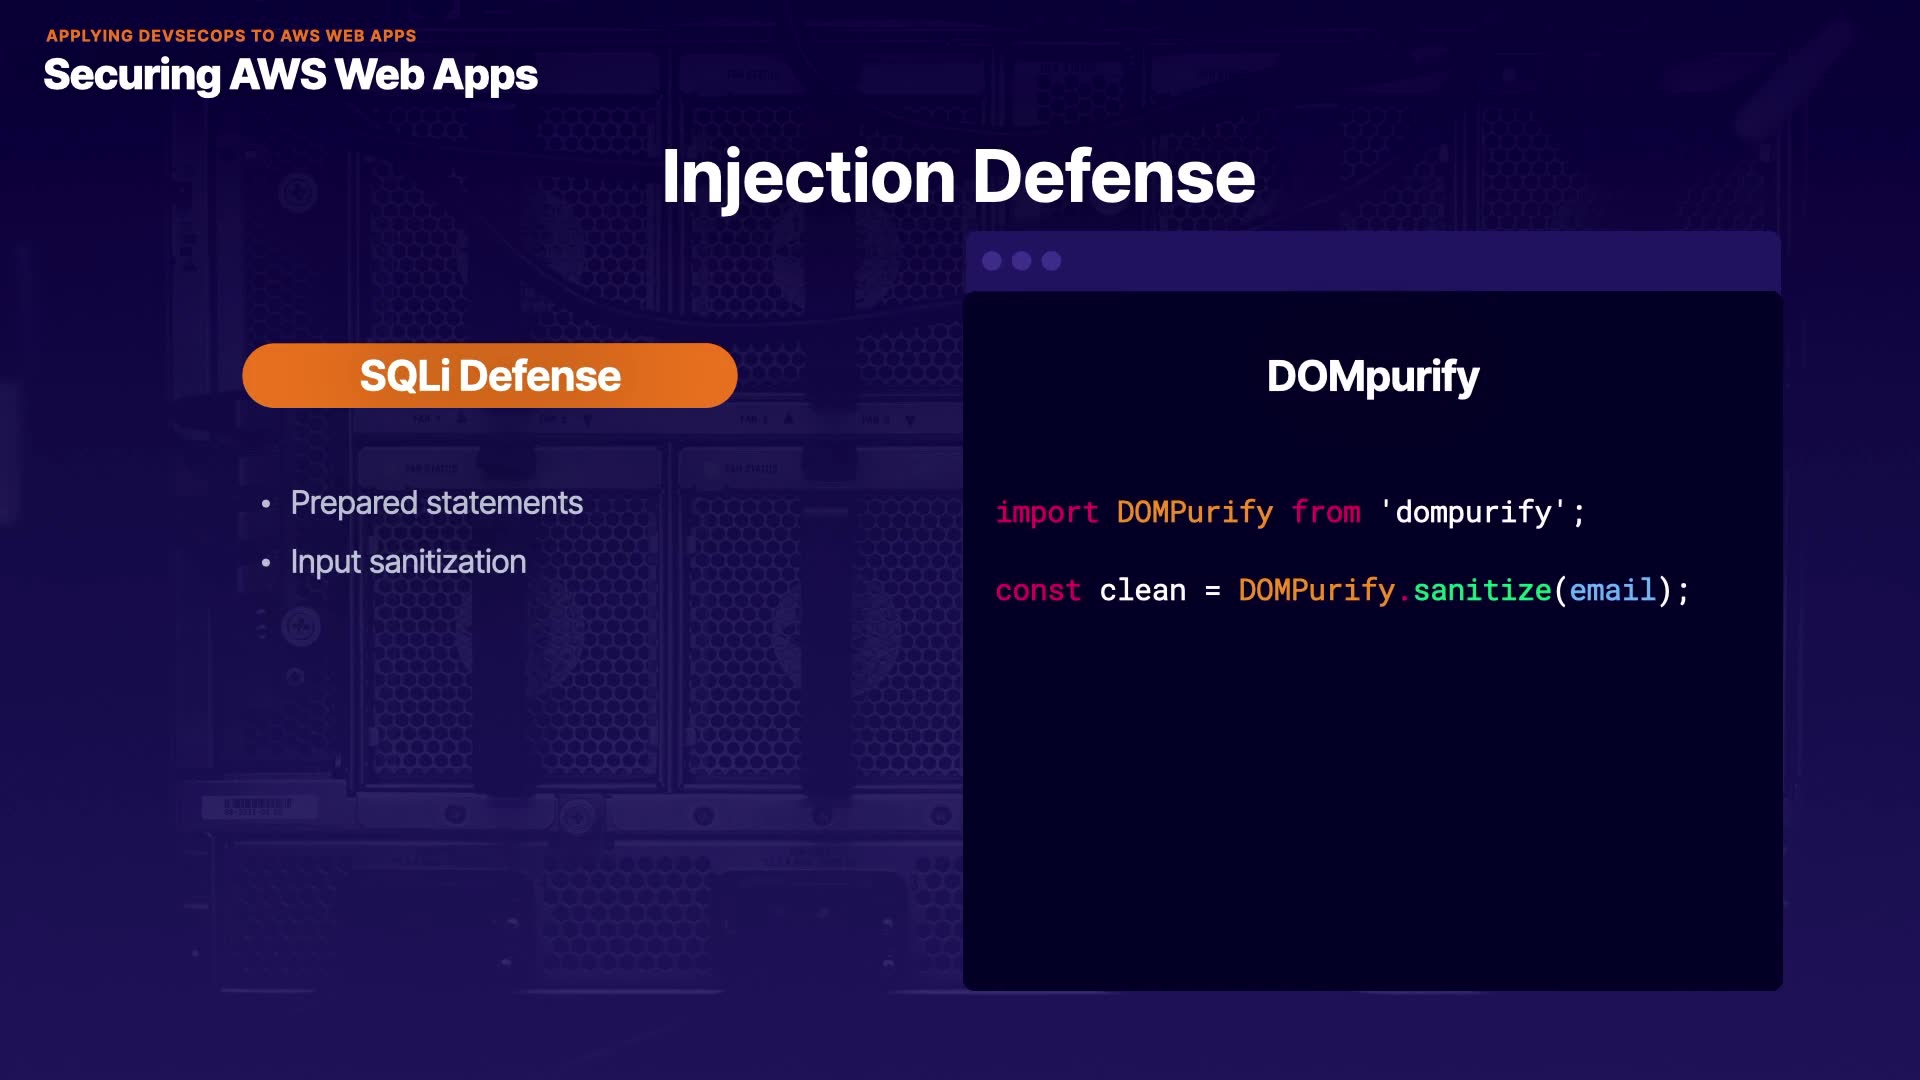 APPLYING DEVSECOPS TO AWS WEB APPS
Securing AWS Web Apps
Injection Defense
SQLi Defense
• Prepared statements
• Input sanitization
DOMpurify
import DOMPurify from 'dompurify';
const clean = DOMPurify.sanitize(email);